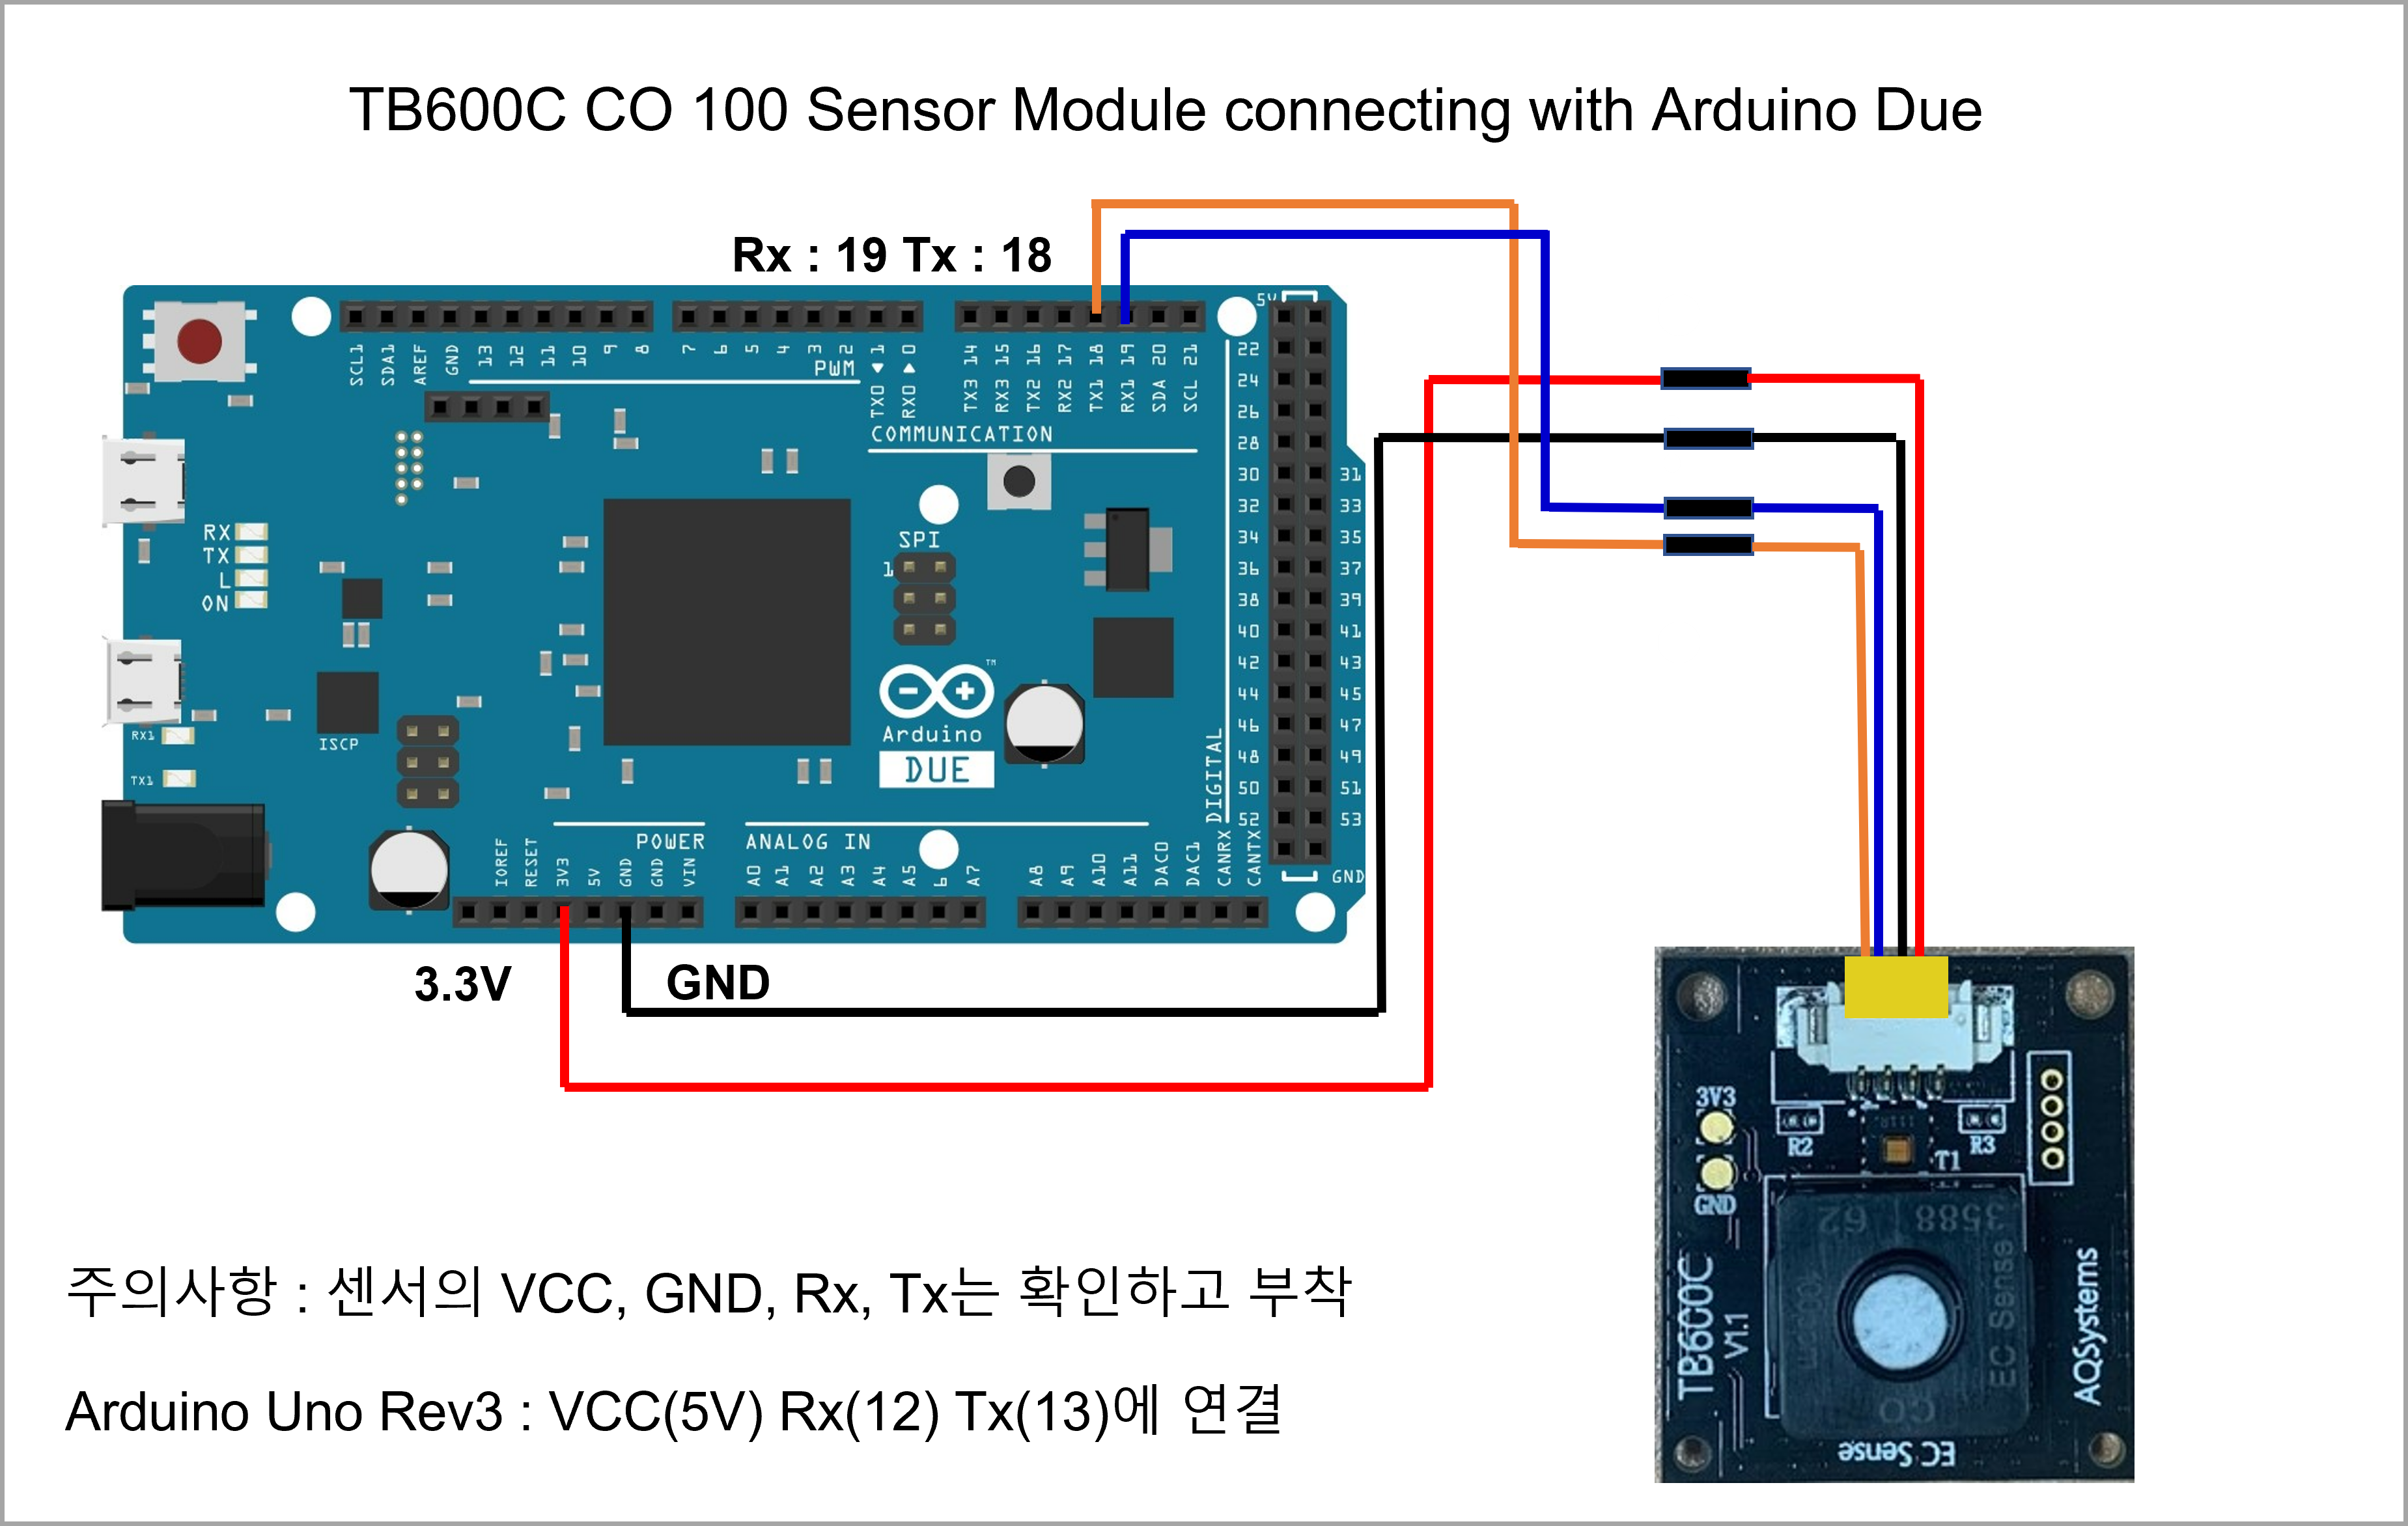 TB600C CO 100 Sensor Module connecting with Arduino Due
Rx : 19 Tx : 18
5V
SCL1 SDA1 AREF GND 13 12 11 10 9 8
7 6 5 4 3 2 TX0 1 RX0 0
TX3 14 RX3 15 TX2 16 RX2 17 TX1 18 RX1 19 SDA 20 SCL 21
PWM
COMMUNICATION
22
24
26
28
30 31
32 33
34 35
36 37
38 39
40 41
42 43
44 45
46 47
48 49
50 51
52 53
GND
DIGITAL
RX
TX
L
ON
SPI
1
RX1
TX1
ISCP
TM
Arduino
DUE
POWER
ANALOG IN
IOREF RESET 3V3 5V GND GND VIN
A0 A1 A2 A3 A4 A5 6 A7
A8 A9 A10 A11 DAC0 DAC1 CANRX CANTX
3.3V
GND
3V3
GND
R2
R3
T1
62 3588
EC Sense
CO
EC Sense
TB600C
V1.1
AQSystems
주의사항 : 센서의 VCC, GND, Rx, Tx는 확인하고 부착
Arduino Uno Rev3 : VCC(5V) Rx(12) Tx(13)에 연결